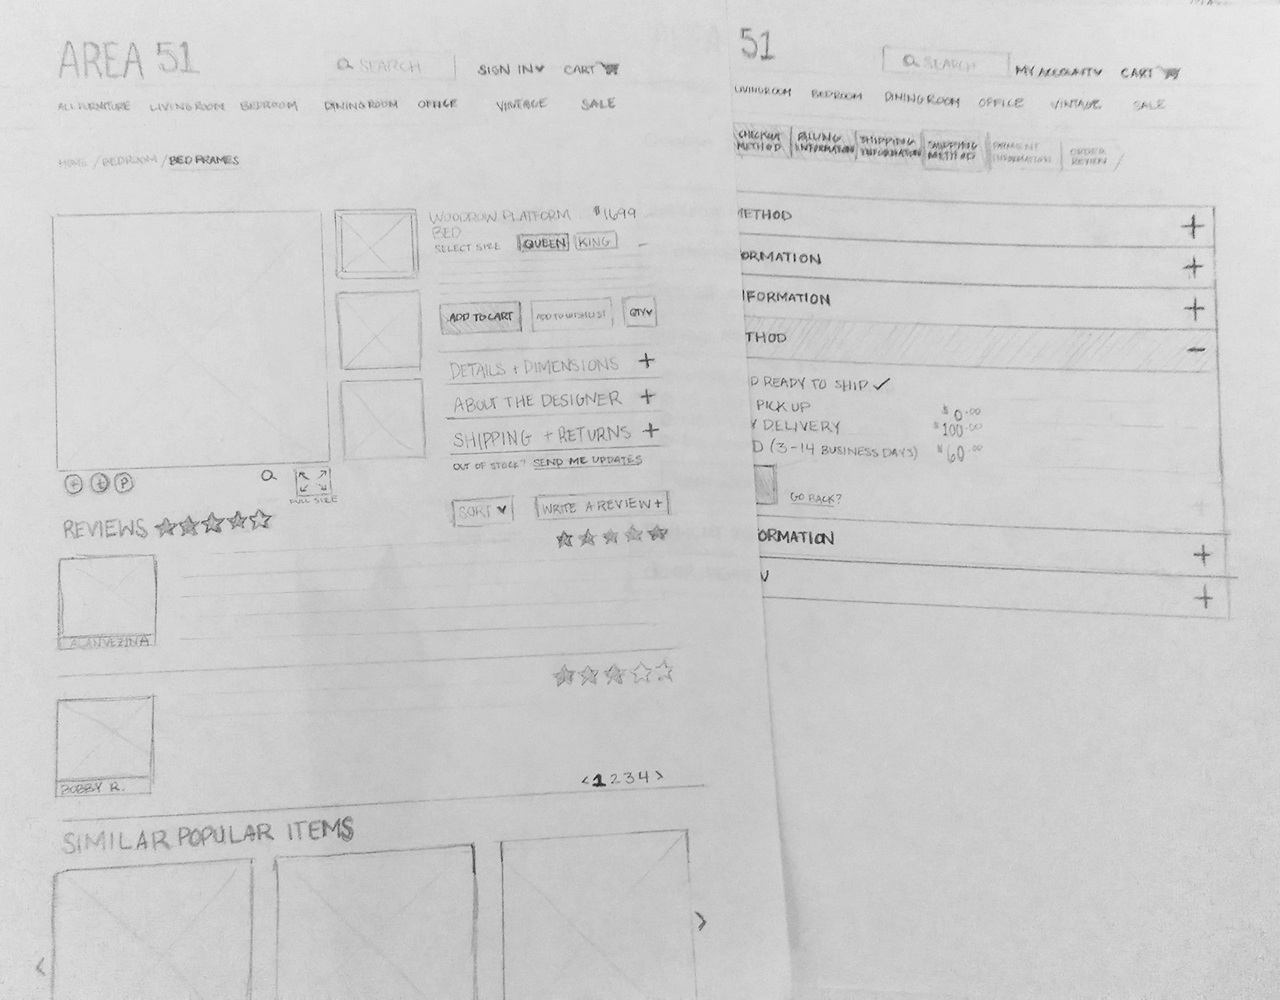 AREA 51
SEARCH
SIGN IN
CART
ALL FURNITURE LIVING ROOM BEDROOM DINING ROOM OFFICE VINTAGE SALE
HOME / BEDROOM / BED FRAMES
WOODROW PLATFORM $1699
BED
SELECT SIZE QUEEN KING
ADD TO CART ADD TO WISHLIST QTY
DETAILS + DIMENSIONS +
ABOUT THE DESIGNER +
SHIPPING + RETURNS +
OUT OF STOCK? SEND ME UPDATES
FULL SIZE
REVIEWS
SORT
WRITE A REVIEW +
ALAN VEZINA
BOBBY R.
< 1 2 3 4 >
SIMILAR POPULAR ITEMS
< >
51
SEARCH
MY ACCOUNT
CART
LIVING ROOM BEDROOM DINING ROOM OFFICE VINTAGE SALE
CHECKOUT METHOD
BILLING INFORMATION
SHIPPING INFORMATION
SHIPPING METHOD
PAYMENT INFORMATION
ORDER REVIEW
METHOD +
ORMATION +
FORMATION +
THOD -
D READY TO SHIP ✓
PICK UP $0.00
Y DELIVERY $100.00
D (3-14 BUSINESS DAYS) $60.00
GO BACK?
ORMATION +
W +